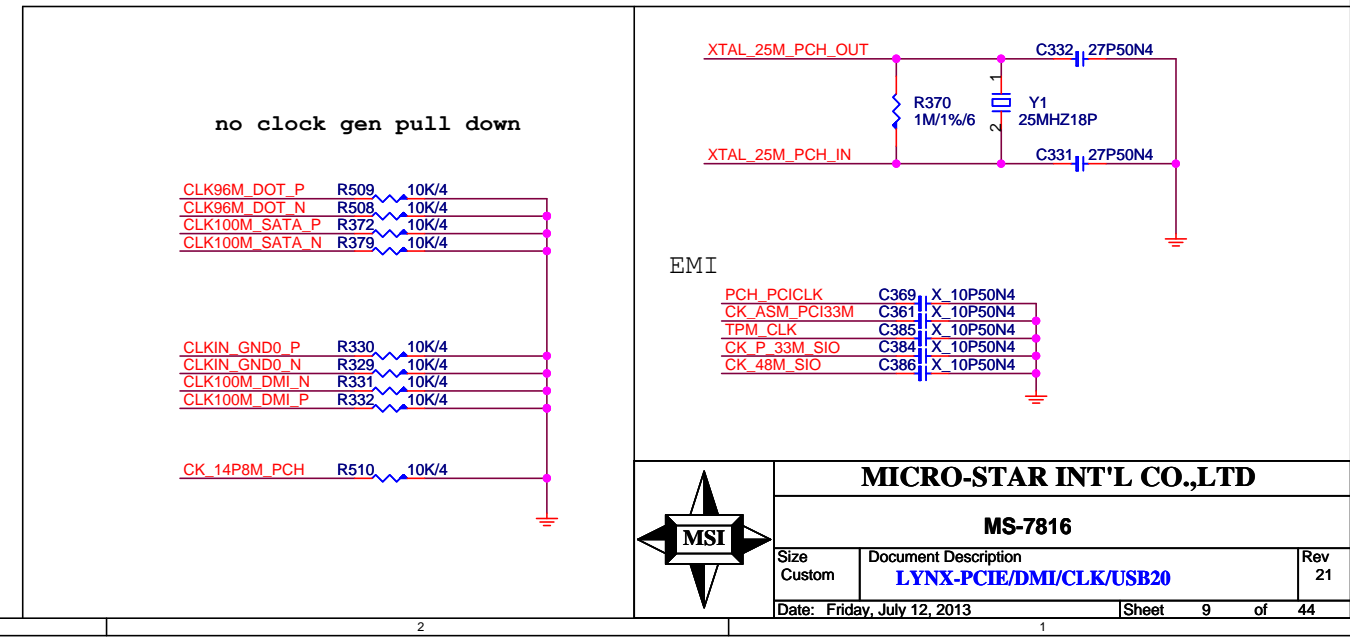 no clock gen pull down
CLK96M_DOT_P R509 10K/4
CLK96M_DOT_N R508 10K/4
CLK100M_SATA_P R372 10K/4
CLK100M_SATA_N R379 10K/4
CLKIN_GND0_P R330 10K/4
CLKIN_GND0_N R329 10K/4
CLK100M_DMI_N R331 10K/4
CLK100M_DMI_P R332 10K/4
CK_14P8M_PCH R510 10K/4
XTAL_25M_PCH_OUT C332 27P50N4
1
R370 Y1
1M/1%/6 25MHZ18P
2
XTAL_25M_PCH_IN C331 27P50N4
EMI
PCH_PCICLK C369 X_10P50N4
CK_ASM_PCI33M C361 X_10P50N4
TPM_CLK C385 X_10P50N4
CK_P_33M_SIO C384 X_10P50N4
CK_48M_SIO C386 X_10P50N4
MSI
MICRO-STAR INT'L CO.,LTD
MS-7816
Size Document Description Rev
Custom LYNX-PCIE/DMI/CLK/USB20 21
Date: Friday, July 12, 2013 Sheet 9 of 44
2 1